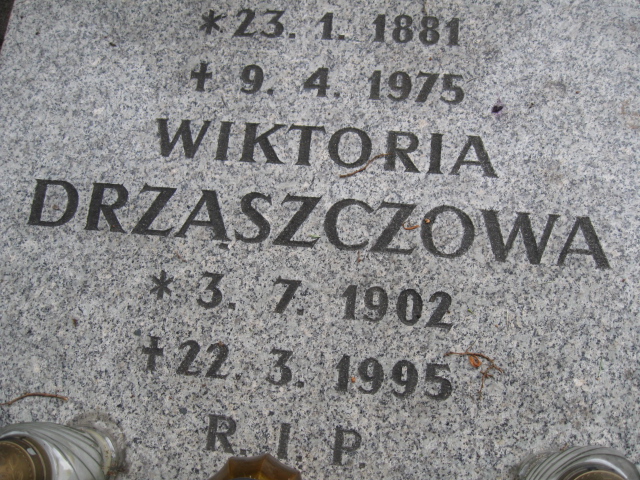 * 23. 1. 1881
† 9. 4. 1975
WIKTORIA
DRZĄSZCZOWA
* 3. 7. 1902
† 22. 3. 1995
R. I P